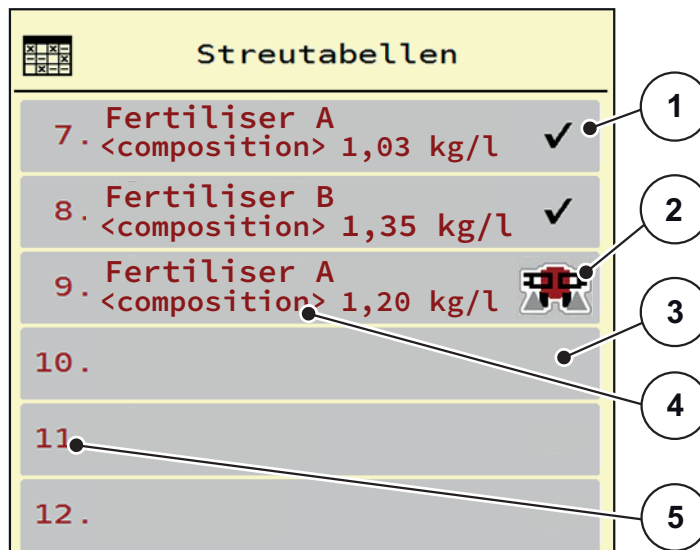 Streutabellen
7. Fertiliser A
<composition> 1,03 kg/l
8. Fertiliser B
<composition> 1,35 kg/l
9. Fertiliser A
<composition> 1,20 kg/l
10.
11.
12.
1
2
3
4
5